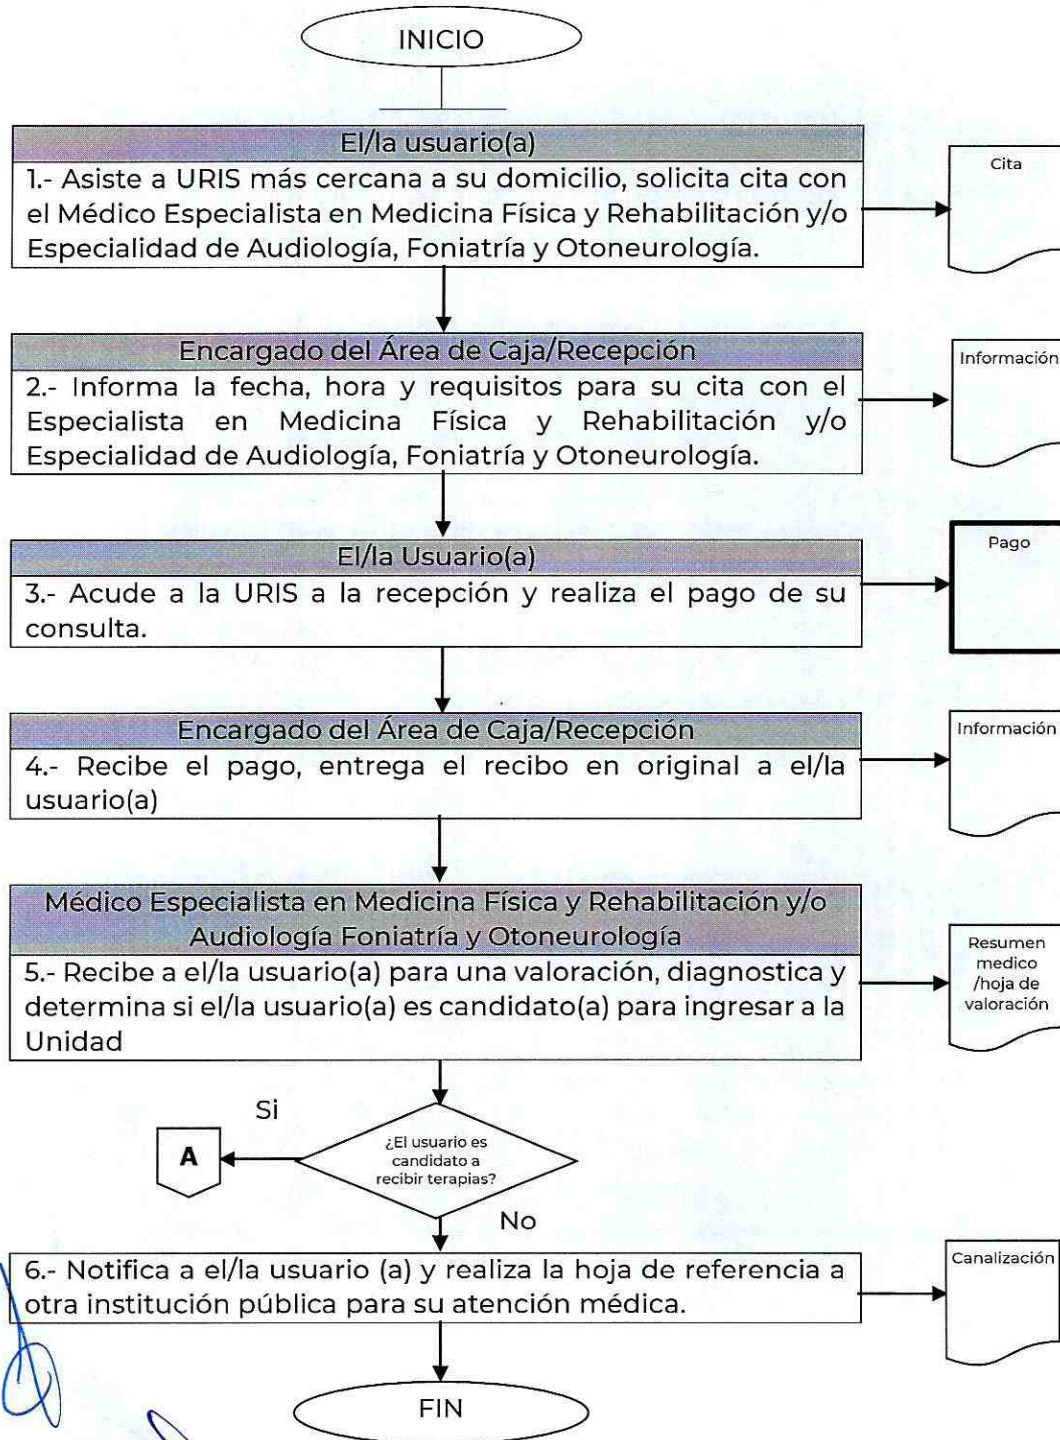 INICIO
El/la usuario(a)
1.- Asiste a URIS más cercana a su domicilio, solicita cita con
el Médico Especialista en Medicina Física y Rehabilitación y/o
Especialidad de Audiología, Foniatría y Otoneurología.
Cita
Encargado del Área de Caja/Recepción
2.- Informa la fecha, hora y requisitos para su cita con el
Especialista en Medicina Física y Rehabilitación y/o
Especialidad de Audiología, Foniatría y Otoneurología.
Información
El/la Usuario(a)
3.- Acude a la URIS a la recepción y realiza el pago de su
consulta.
Pago
Encargado del Área de Caja/Recepción
4.- Recibe el pago, entrega el recibo en original a el/la
usuario(a)
Información
Médico Especialista en Medicina Física y Rehabilitación y/o
Audiología Foniatría y Otoneurología
5.- Recibe a el/la usuario(a) para una valoración, diagnostica y
determina si el/la usuario(a) es candidato(a) para ingresar a la
Unidad
Resumen
medico
/hoja de
valoración
Si
A
¿El usuario es
candidato a
recibir terapias?
No
6.- Notifica a el/la usuario (a) y realiza la hoja de referencia a
otra institución pública para su atención médica.
Canalización
FIN